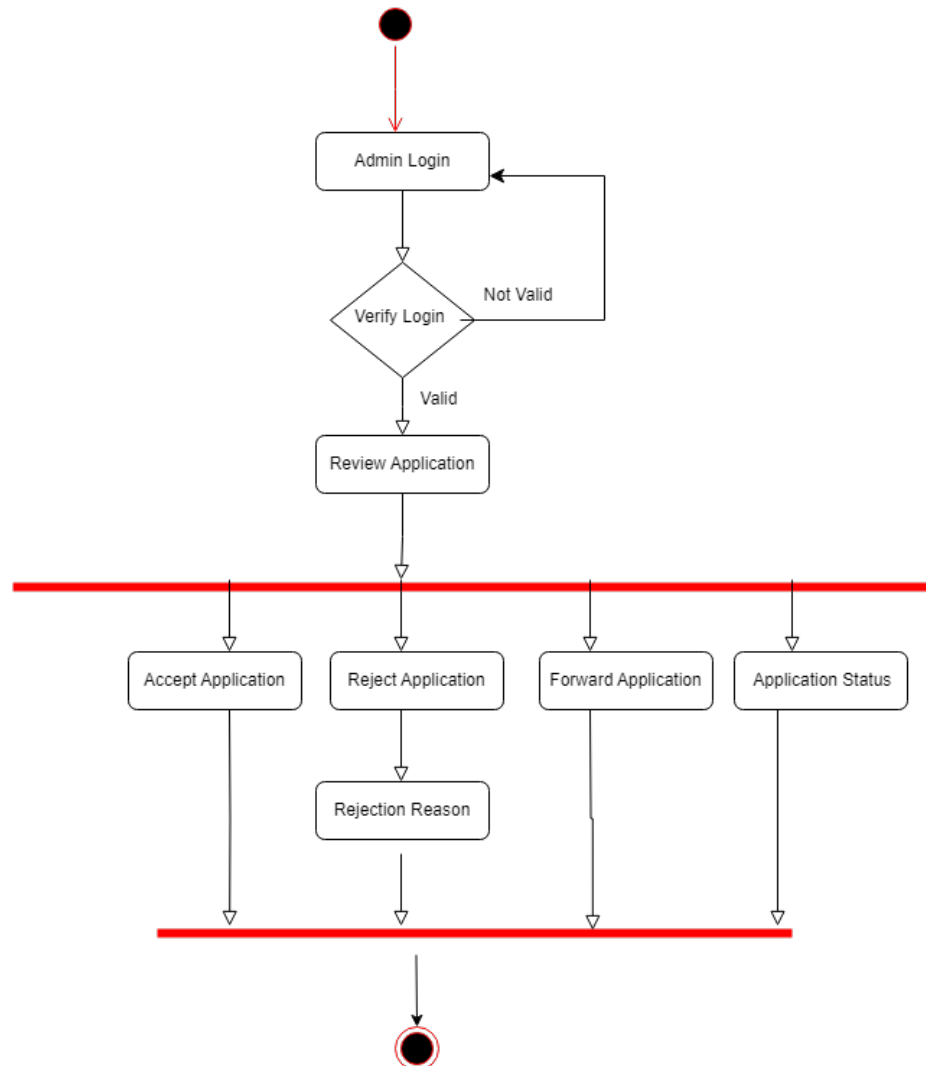 Admin Login
Not Valid
Verify Login
Valid
Review Application
Accept Application
Reject Application
Forward Application
Application Status
Rejection Reason